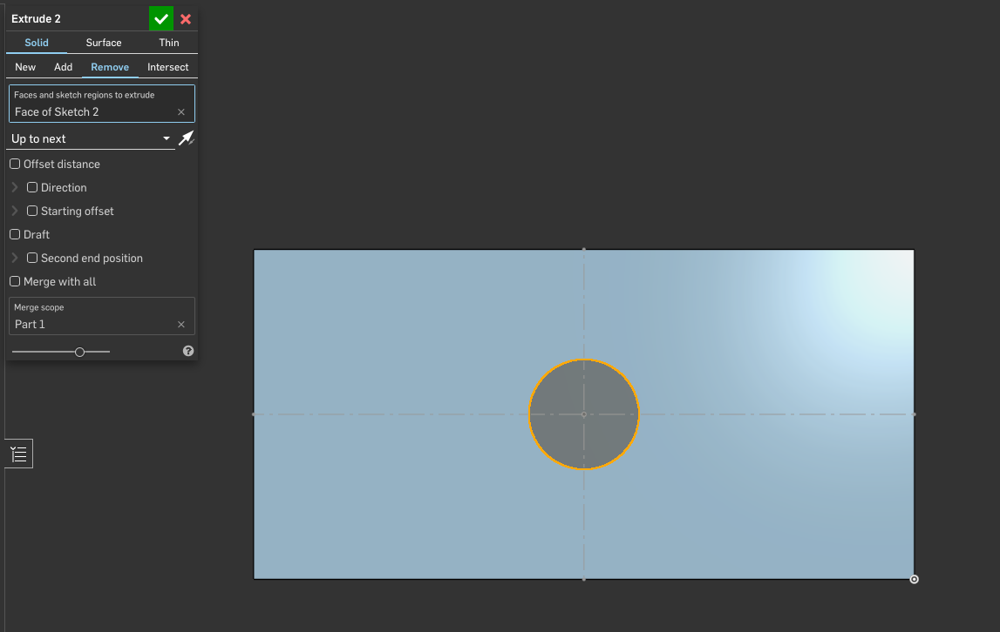 Extrude 2
Solid Surface Thin
New Add Remove Intersect
Faces and sketch regions to extrude
Face of Sketch 2
Up to next
Offset distance
Direction
Starting offset
Draft
Second end position
Merge with all
Merge scope
Part 1